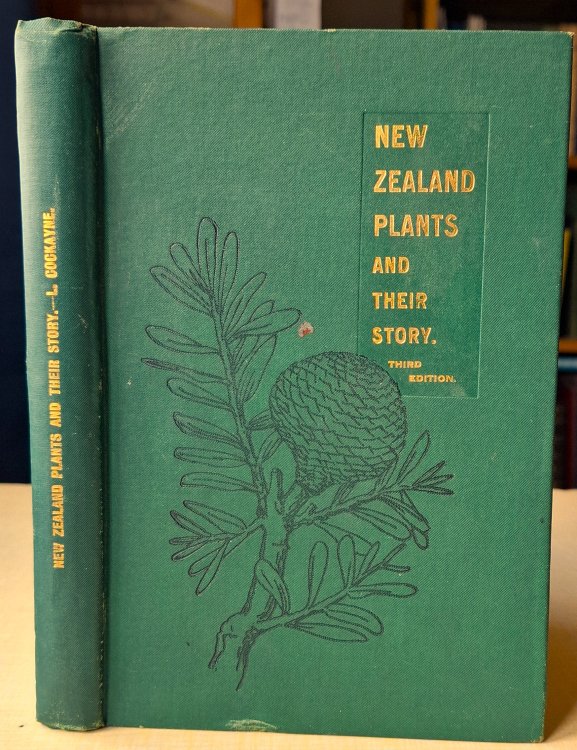 NEW
ZEALAND
PLANTS
AND
THEIR
STORY.
THIRD
EDITION.
NEW ZEALAND PLANTS AND THEIR STORY.—L. COCKAYNE.